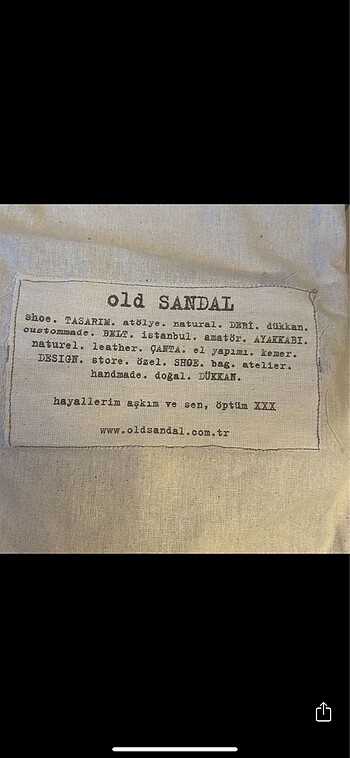 old SANDAL
shoe. TASARIM. atölye. natural. DERİ. dükkan.
custommade. BELT. istanbul. amatör. AYAKKABI.
naturel. leather. ÇANTA. el yapımı. kemer.
DESIGN. store. özel. SHOE. bag. atelier.
handmade. doğal. DÜKKAN.
hayallerim aşkım ve sen, öptüm XXX
www.oldsandal.com.tr